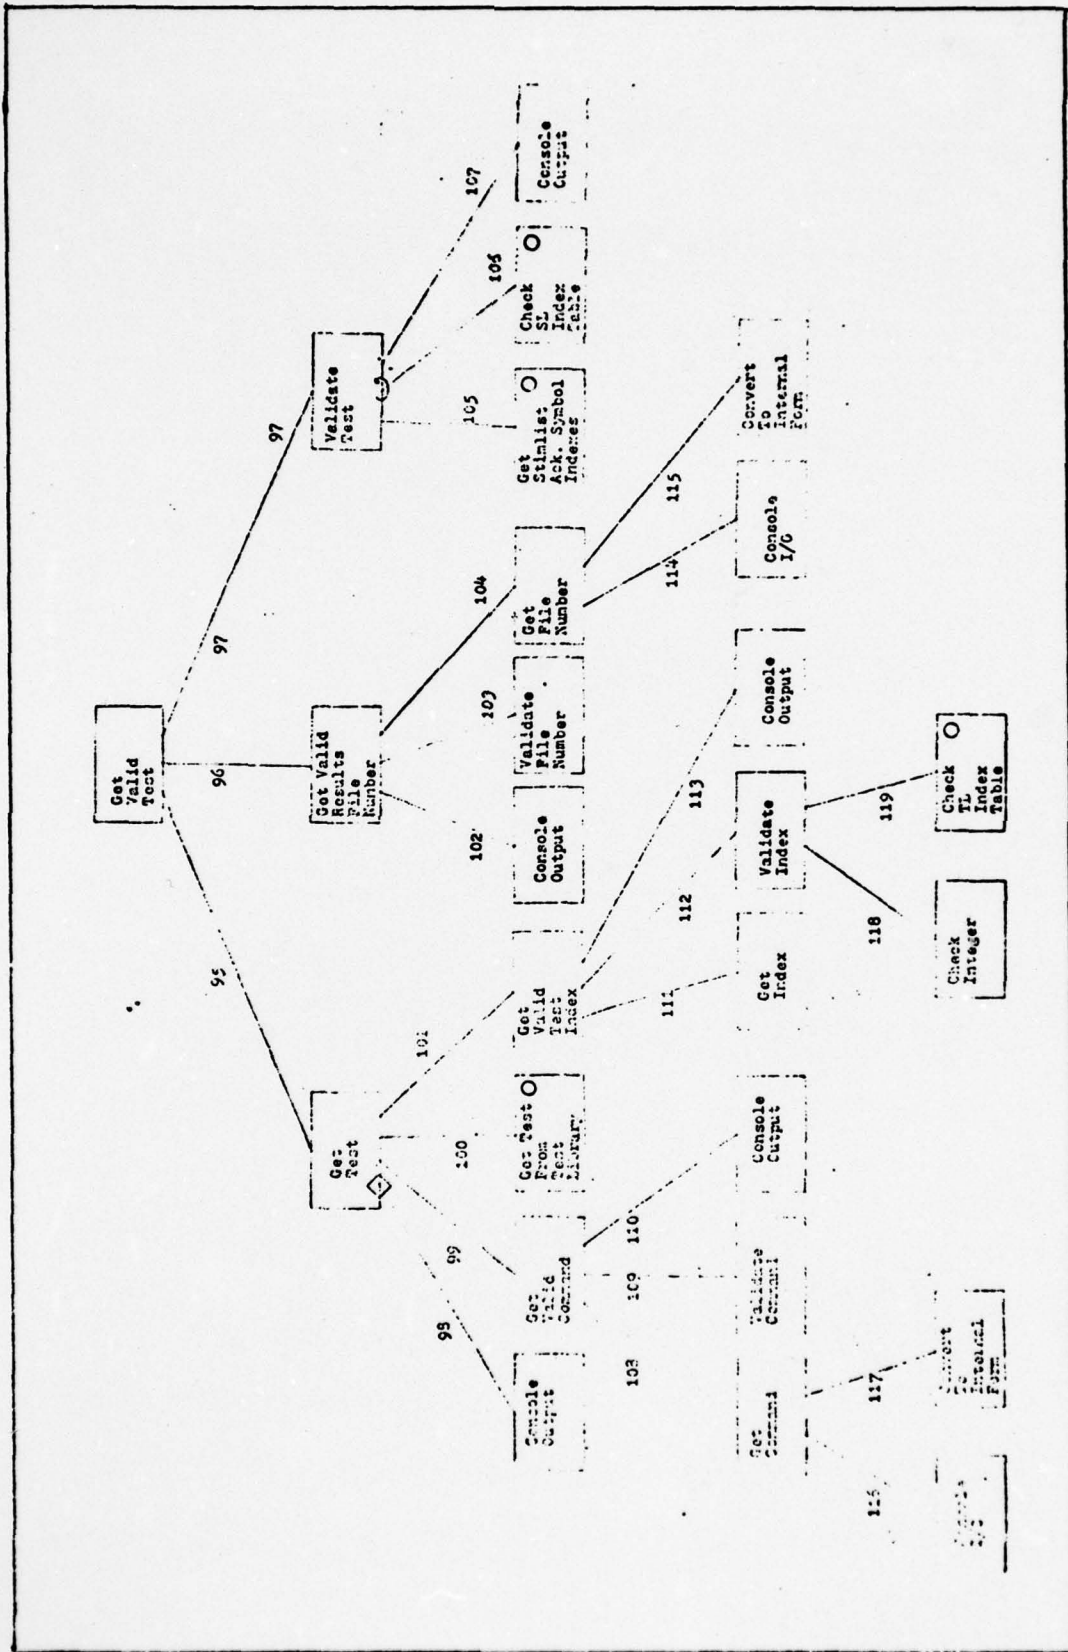 Get
Valid
Test
95
96
97
97
Get
Test
Get Valid
Results
File
Number
Validate
Test
98
99
100
101
102
103
104
105
106
107
Console
Output
Get
Valid
Command
Get Test
From
Test
Library
Get
Valid
Test
Index
Console
Output
Validate
File
Number
Get
File
Number
Get
Stimlist
Ack. Symbol
Indexes
Check
SL
Index
Table
Console
Output
108
109
110
111
112
113
114
115
Get
Command
Validate
Command
Console
Output
Get
Index
Validate
Index
Console
Output
Console
I/O
Convert
To
Internal
Form
116
117
118
119
Convert
To
Internal
Form
Check
Integer
Check
TL
Index
Table